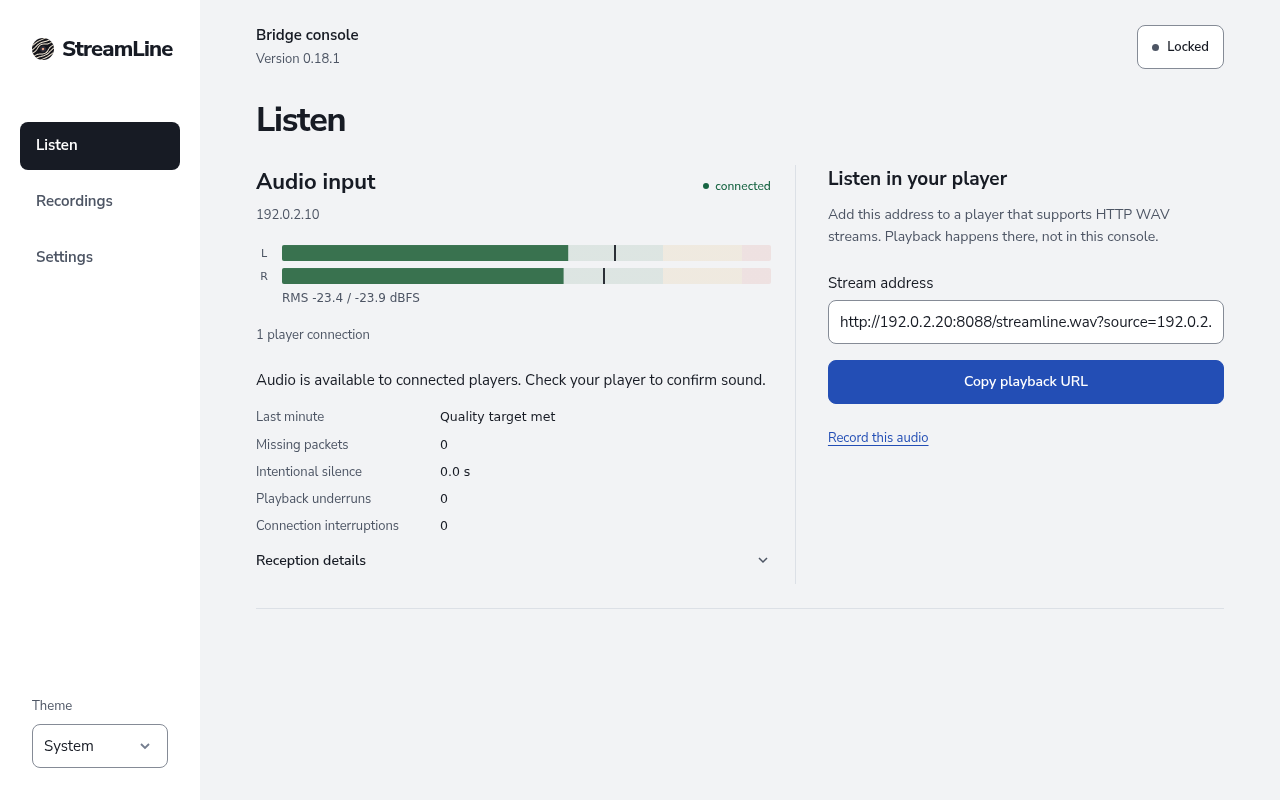 StreamLine
Listen
Recordings
Settings
Theme
System
Bridge console
Version 0.18.1
Locked
Listen
Audio input
connected
192.0.2.10
L
R
RMS -23.4 / -23.9 dBFS
1 player connection
Audio is available to connected players. Check your player to confirm sound.
Last minute Quality target met
Missing packets 0
Intentional silence 0.0 s
Playback underruns 0
Connection interruptions 0
Reception details
Listen in your player
Add this address to a player that supports HTTP WAV
streams. Playback happens there, not in this console.
Stream address
http://192.0.2.20:8088/streamline.wav?source=192.0.2.
Copy playback URL
Record this audio